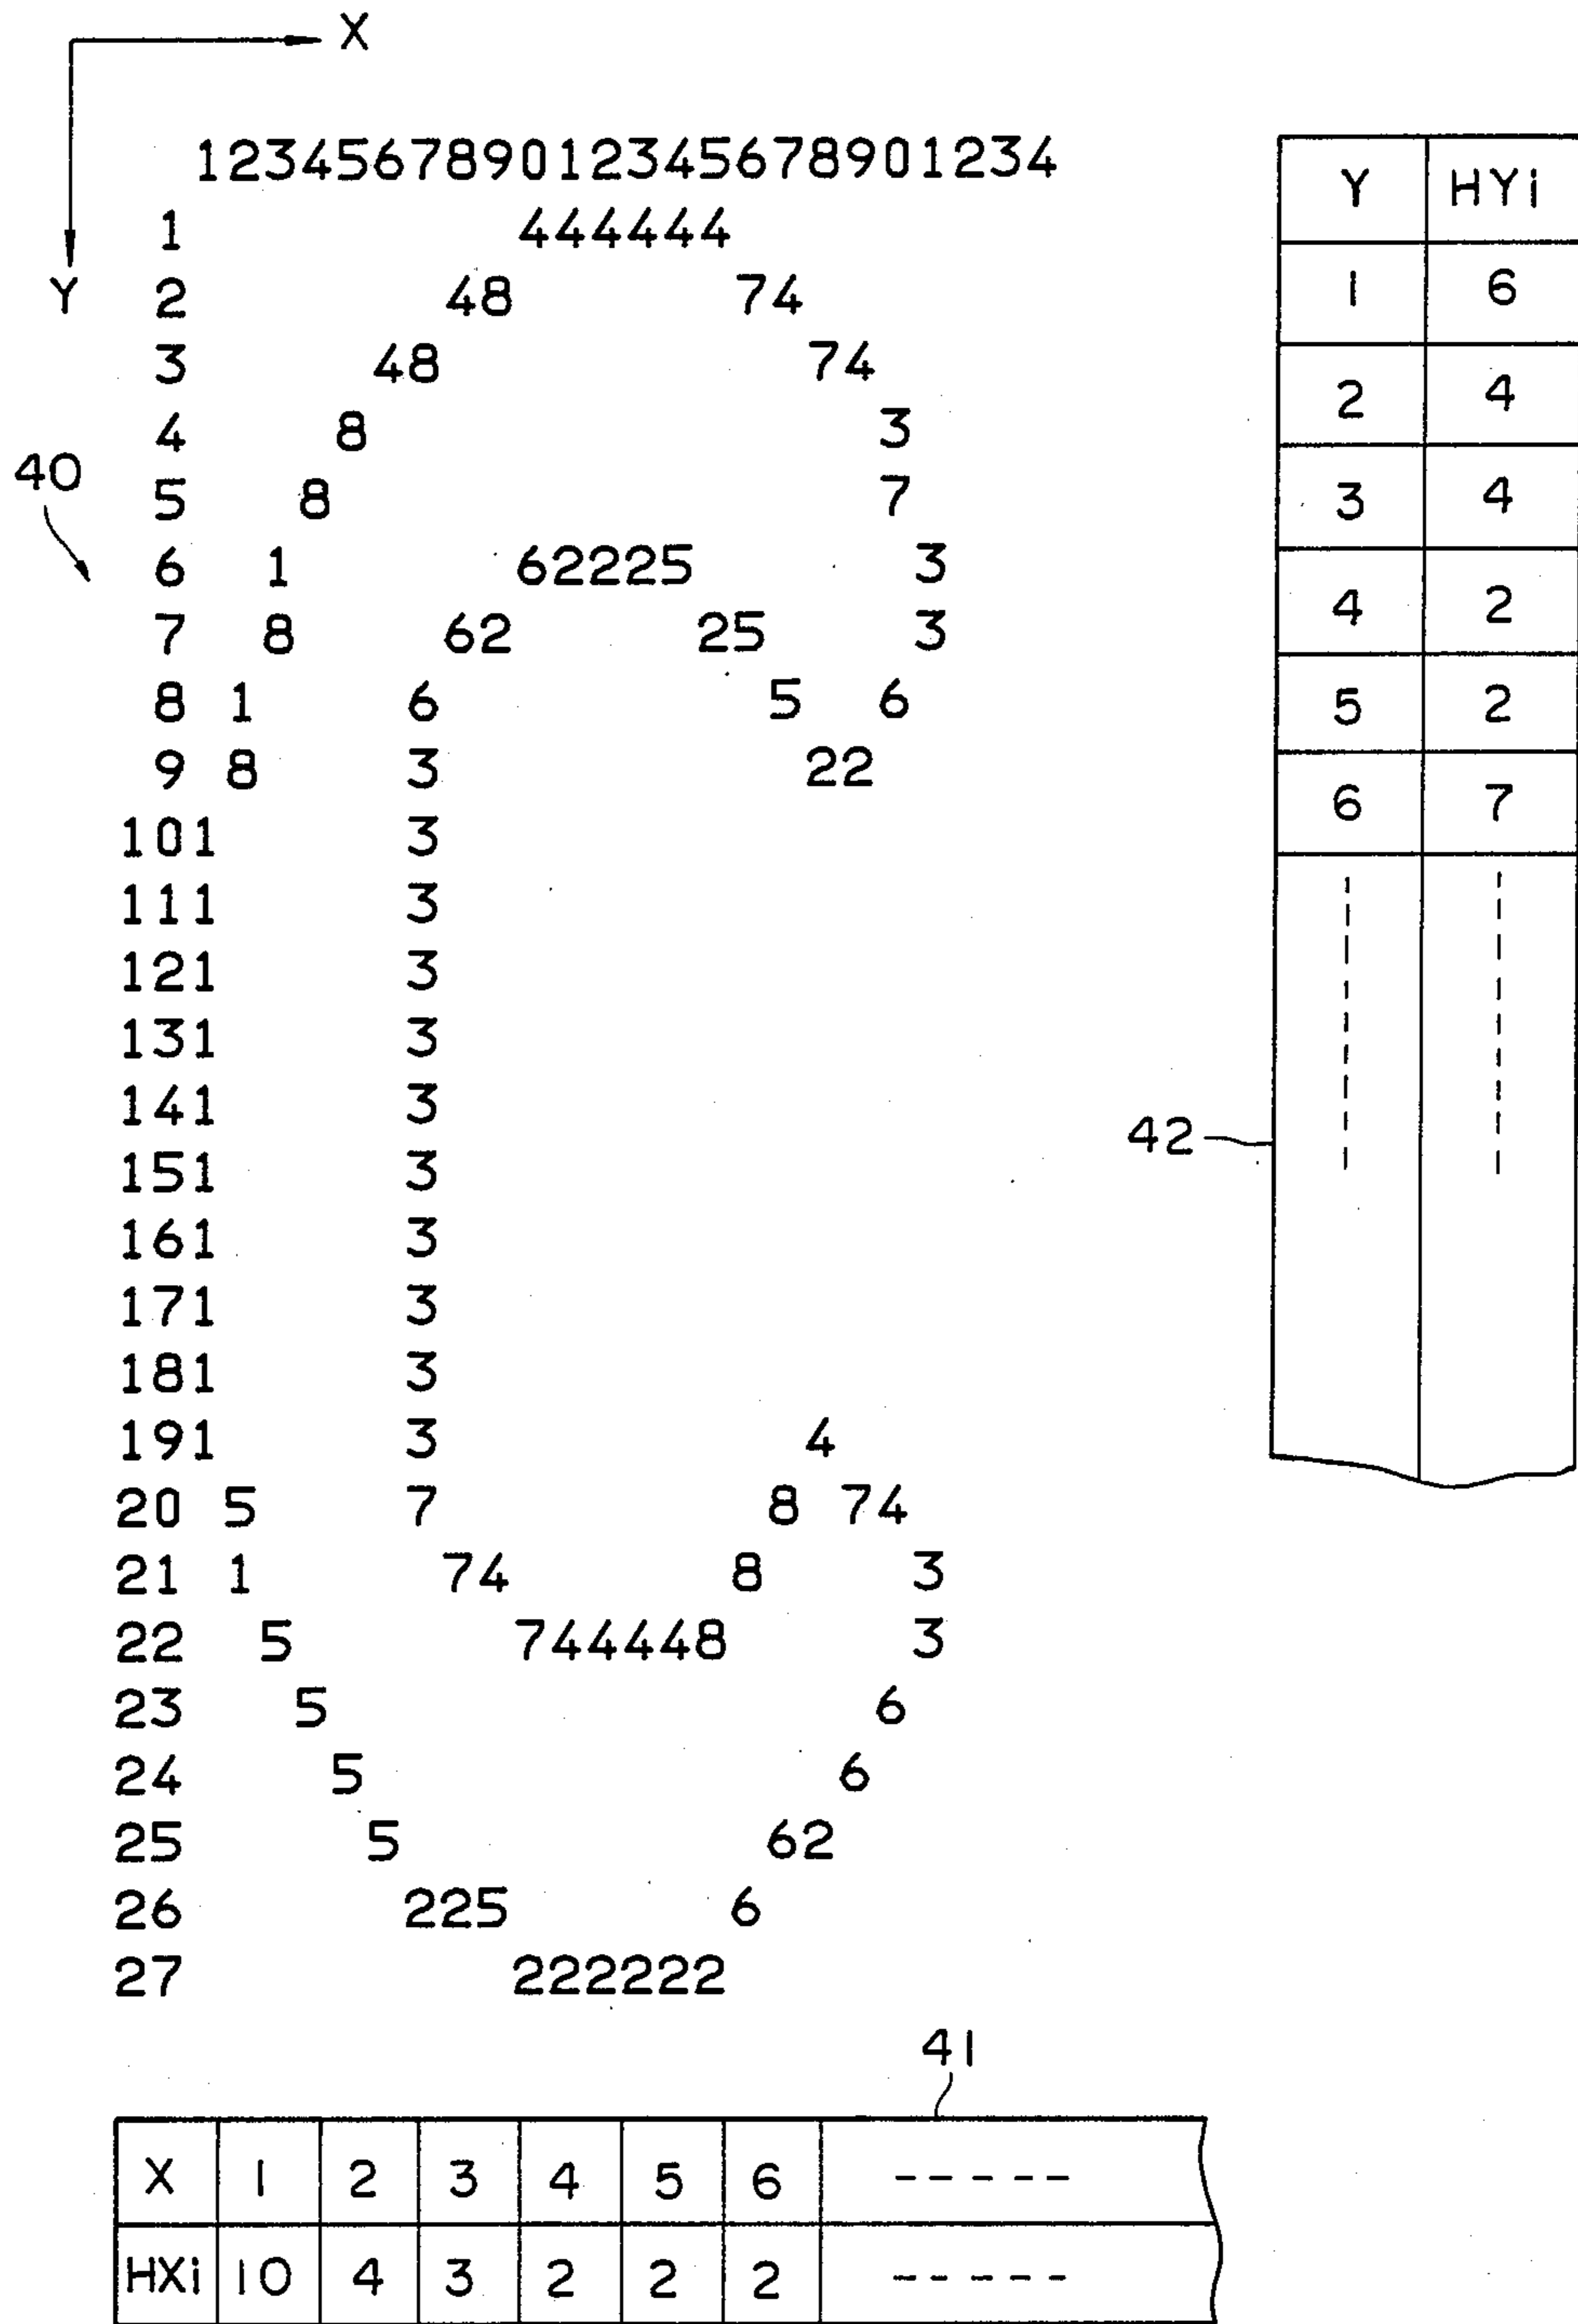 X
Y
123456789012345678901234
1 444444
2 48 74
3 48 74
4 8 3
40
5 8 7
6 1 62225 3
7 8 62 25 3
8 1 6 5 6
9 8 3 22
101 3
111 3
121 3
131 3
141 3
151 3
161 3
171 3
181 3
191 3 4
20 5 7 8 74
21 1 74 8 3
22 5 744448 3
23 5 6
24 5 6
25 5 62
26 225 6
27 222222
Y HYi
1 6
2 4
3 4
4 2
5 2
6 7
42
41
X 1 2 3 4 5 6 -----
HXi 10 4 3 2 2 2 -----